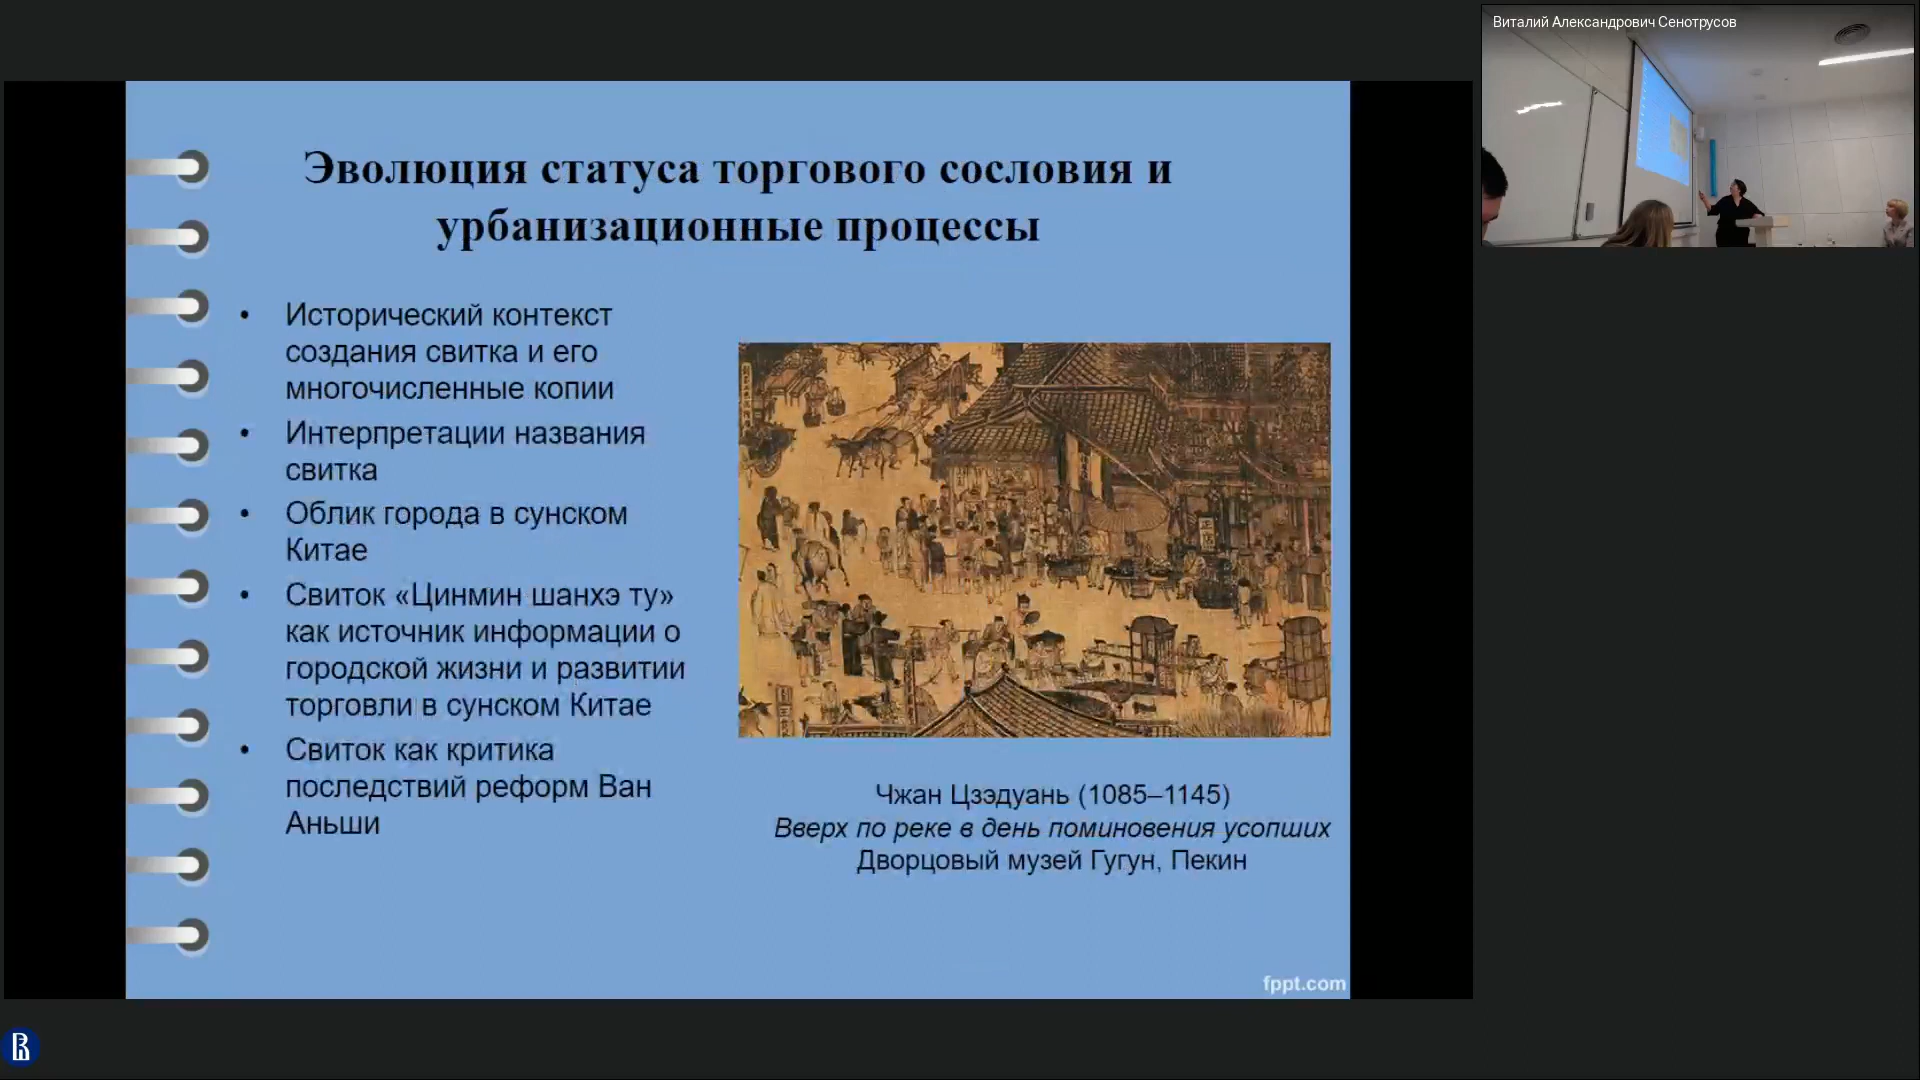 Виталий Александрович Сенотрусов
Эволюция статуса торгового сословия и
урбанизационные процессы
• Исторический контекст
создания свитка и его
многочисленные копии
• Интерпретации названия
свитка
• Облик города в сунском
Китае
• Свиток «Цинмин шанхэ ту»
как источник информации о
городской жизни и развитии
торговли в сунском Китае
• Свиток как критика
последствий реформ Ван
Аньши
Чжан Цзэдуань (1085–1145)
Вверх по реке в день поминовения усопших
Дворцовый музей Гугун, Пекин
fppt.com